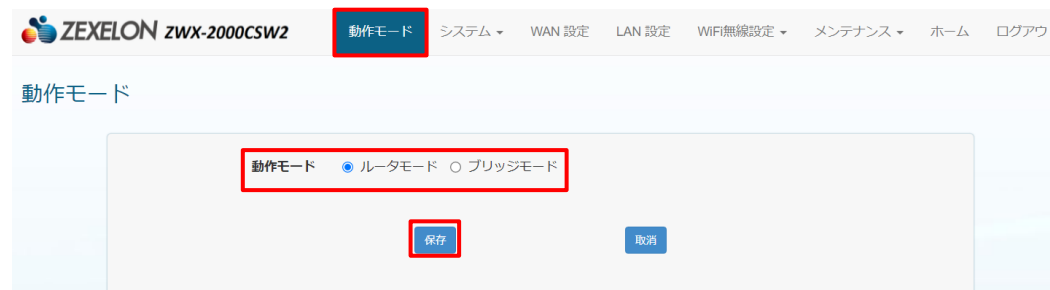 ZEXELON ZWX-2000CSW2 動作モード システム WAN 設定 LAN 設定 WiFi無線設定 メンテナンス ホーム ログアウ
動作モード
動作モード ルータモード ブリッジモード
保存 取消